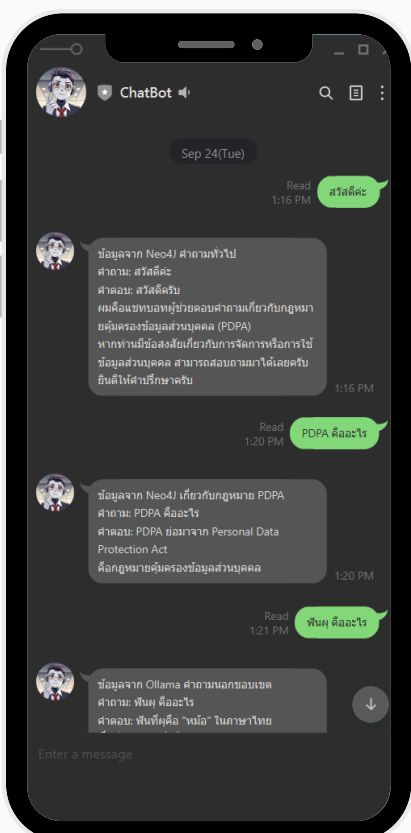 ChatBot
Sep 24(Tue)
Read
1:16 PM
สวัสดีค่ะ
ข้อมูลจาก Neo4J คำถามทั่วไป
คำถาม: สวัสดีค่ะ
คำตอบ: สวัสดีครับ
ผมคือแชทบอทผู้ช่วยตอบคำถามเกี่ยวกับกฎหมา
ยคุ้มครองข้อมูลส่วนบุคคล (PDPA)
หากท่านมีข้อสงสัยเกี่ยวกับการจัดการหรือการใช้
ข้อมูลส่วนบุคคล สามารถสอบถามมาได้เลยครับ
ยินดีให้คำปรึกษาครับ
1:16 PM
Read
1:20 PM
PDPA คืออะไร
ข้อมูลจาก Neo4J เกี่ยวกับกฎหมาย PDPA
คำถาม: PDPA คืออะไร
คำตอบ: PDPA ย่อมาจาก Personal Data
Protection Act
คือกฎหมายคุ้มครองข้อมูลส่วนบุคคล
1:20 PM
Read
1:21 PM
ฟันผุ คืออะไร
ข้อมูลจาก Ollama คำถามนอกขอบเขต
คำถาม: ฟันผุ คืออะไร
คำตอบ: ฟันที่ผุคือ "หม้อ" ในภาษาไทย
Enter a message